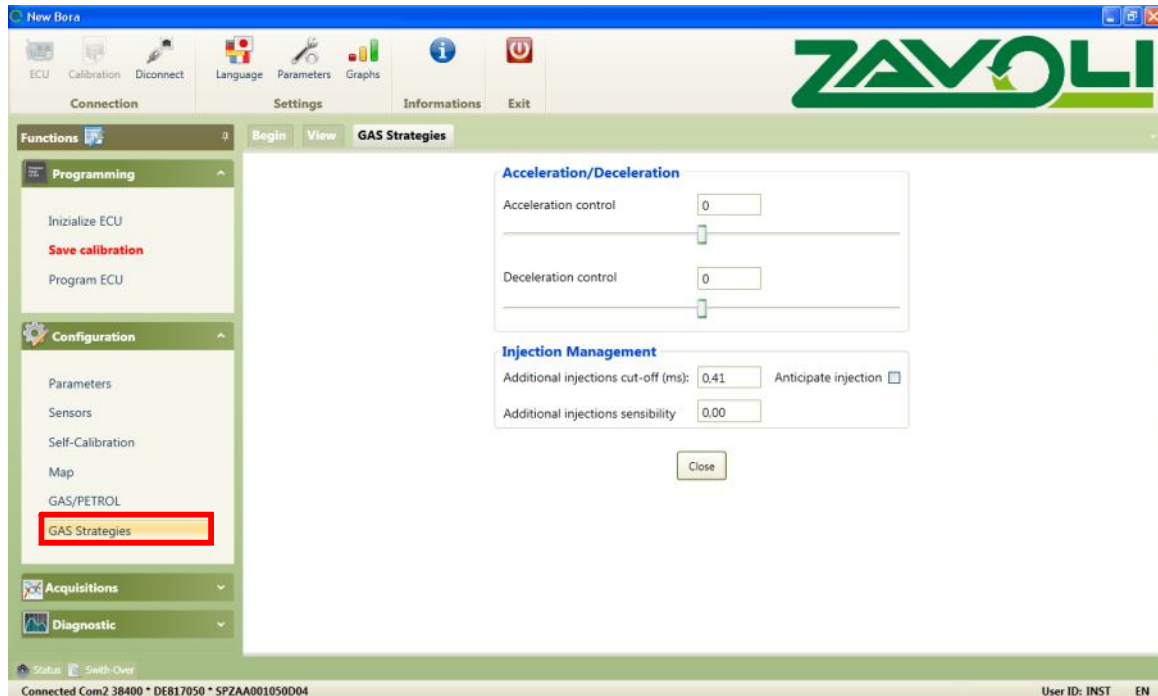 New Bora
ECU Calibration Diconnect Language Parameters Graphs
Connection Settings Informations Exit
ZAVOLI
Functions
Begin View GAS Strategies
Programming
Inizialize ECU
Save calibration
Program ECU
Configuration
Parameters
Sensors
Self-Calibration
Map
GAS/PETROL
GAS Strategies
Acquisitions
Diagnostic
Acceleration/Deceleration
Acceleration control 0
Deceleration control 0
Injection Management
Additional injections cut-off (ms): 0,41 Anticipate injection
Additional injections sensibility 0,00
Close
Status Swith-Over
Connected Com2 38400 * DE817050 * SPZAA001050D04 User ID: INST EN